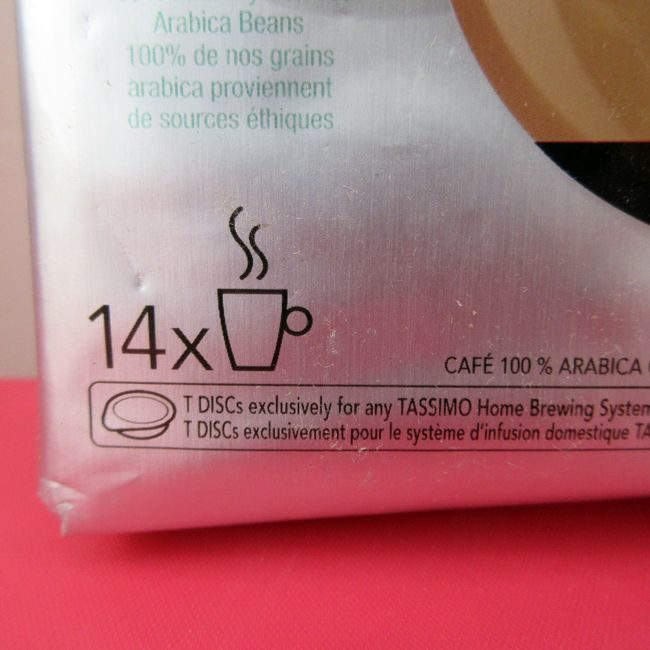 Arabica Beans
100% de nos grains
arabica proviennent
de sources éthiques
14x
CAFÉ 100 % ARABICA
T DISCs exclusively for any TASSIMO Home Brewing System
T DISCs exclusivement pour le système d'infusion domestique TA